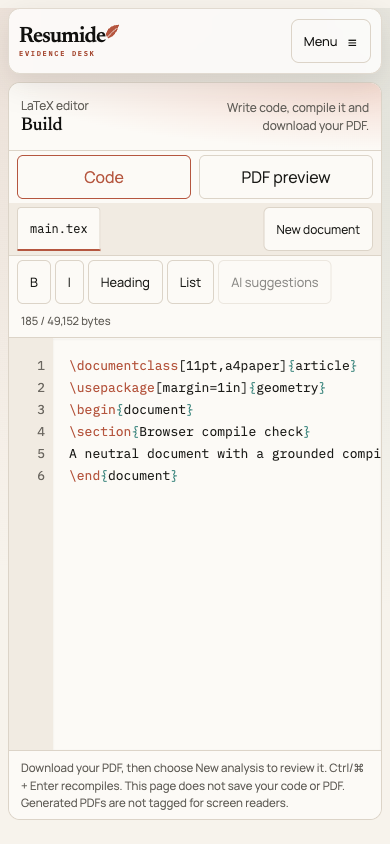 Resumide
EVIDENCE DESK
Menu ≡
LaTeX editor
Build
Write code, compile it and
download your PDF.
Code
PDF preview
main.tex
New document
B
I
Heading
List
AI suggestions
185 / 49,152 bytes
1 \documentclass[11pt,a4paper]{article}
2 \usepackage[margin=1in]{geometry}
3 \begin{document}
4 \section{Browser compile check}
5 A neutral document with a grounded compi
6 \end{document}
Download your PDF, then choose New analysis to review it. Ctrl/⌘
+ Enter recompiles. This page does not save your code or PDF.
Generated PDFs are not tagged for screen readers.